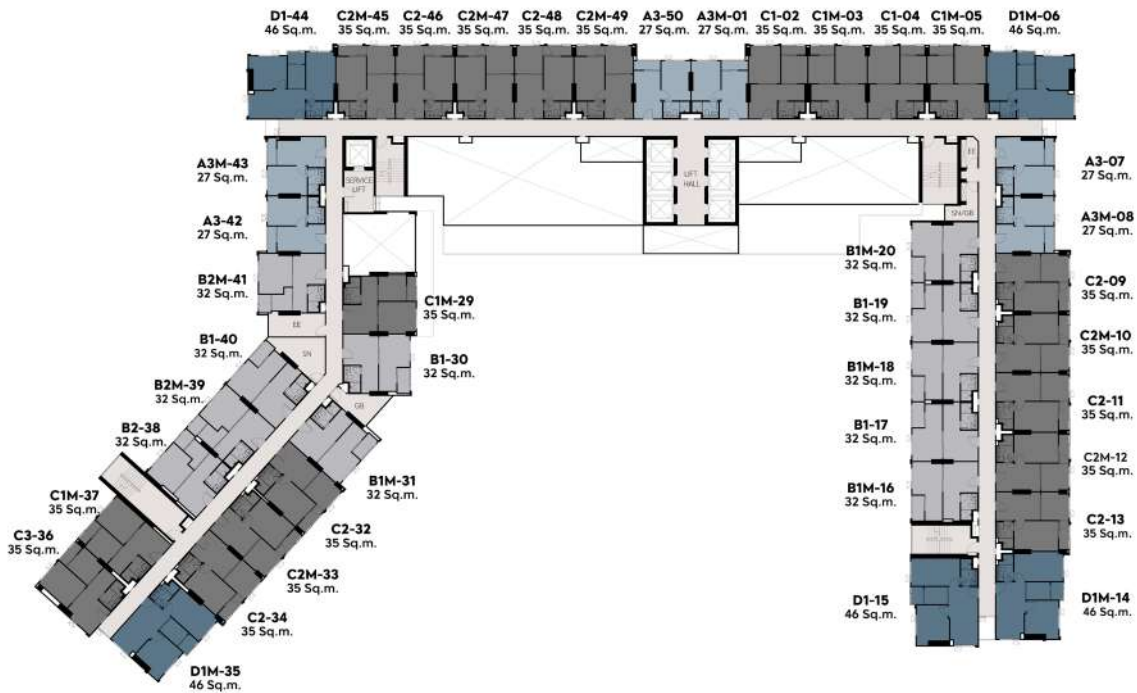 D1-44
46 Sq.m.
C2M-45
35 Sq.m.
C2-46
35 Sq.m.
C2M-47
35 Sq.m.
C2-48
35 Sq.m.
C2M-49
35 Sq.m.
A3-50
27 Sq.m.
A3M-01
27 Sq.m.
C1-02
35 Sq.m.
C1M-03
35 Sq.m.
C1-04
35 Sq.m.
C1M-05
35 Sq.m.
D1M-06
46 Sq.m.
A3M-43
27 Sq.m.
A3-42
27 Sq.m.
B2M-41
32 Sq.m.
B1-40
32 Sq.m.
B2M-39
32 Sq.m.
B2-38
32 Sq.m.
C1M-37
35 Sq.m.
C3-36
35 Sq.m.
SERVICE
LIFT
EE
SN
GB
C1M-29
35 Sq.m.
B1-30
32 Sq.m.
B1M-31
32 Sq.m.
C2-32
35 Sq.m.
C2M-33
35 Sq.m.
C2-34
35 Sq.m.
D1M-35
46 Sq.m.
LIFT
HALL
EE
SN/GB
B1M-20
32 Sq.m.
B1-19
32 Sq.m.
B1M-18
32 Sq.m.
B1-17
32 Sq.m.
B1M-16
32 Sq.m.
D1-15
46 Sq.m.
A3-07
27 Sq.m.
A3M-08
27 Sq.m.
C2-09
35 Sq.m.
C2M-10
35 Sq.m.
C2-11
35 Sq.m.
C2M-12
35 Sq.m.
C2-13
35 Sq.m.
D1M-14
46 Sq.m.